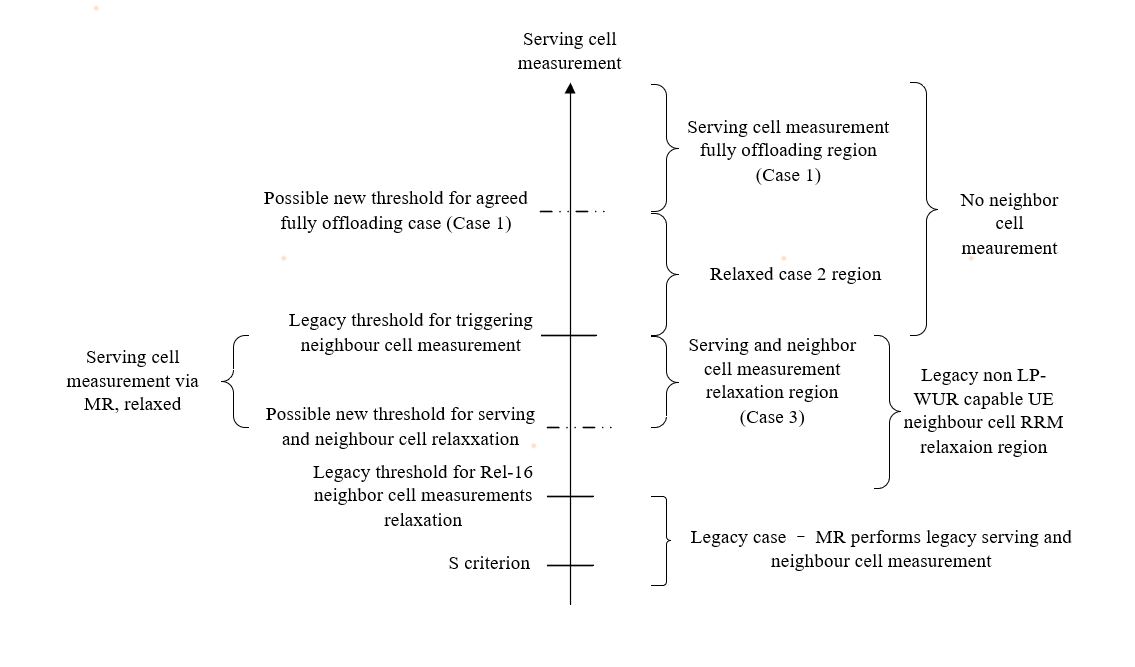 Serving cell
measurement
Serving cell measurement
fully offloading region
(Case 1)
Possible new threshold for agreed
fully offloading case (Case 1)
No neighbor
cell
meaurement
Relaxed case 2 region
Legacy threshold for triggering
neighbour cell measurement
Serving cell
measurement via
MR, relaxed
Serving and neighbor
cell measurement
relaxation region
(Case 3)
Legacy non LP-
WUR capable UE
neighbour cell RRM
relaxaion region
Possible new threshold for serving
and neighbour cell relaxxation
Legacy threshold for Rel-16
neighbor cell measurements
relaxation
Legacy case – MR performs legacy serving and
neighbour cell measurement
S criterion